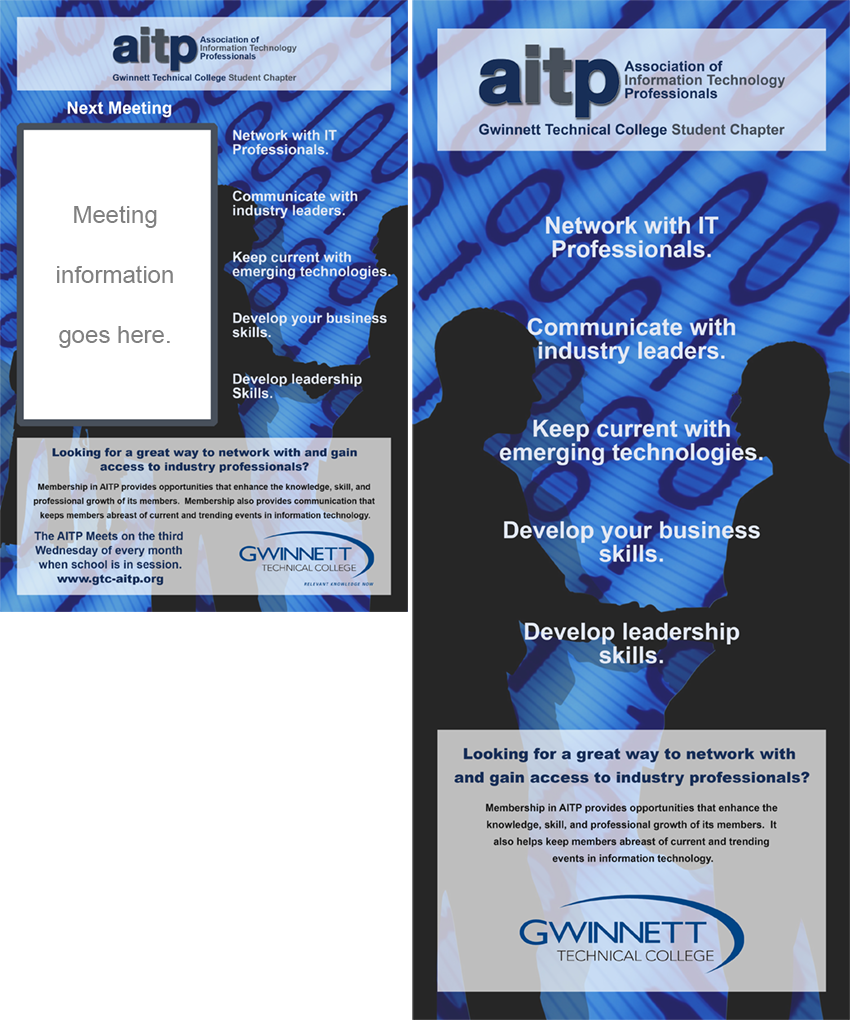 aitp
Association of
Information Technology
Professionals
Gwinnett Technical College Student Chapter
Next Meeting
Meeting
information
goes here.
Network with IT
Professionals.
Communicate with
industry leaders.
Keep current with
emerging technologies.
Develop your business
skills.
Develop leadership
Skills.
Looking for a great way to network with and gain
access to industry professionals?
Membership in AITP provides opportunities that enhance the knowledge, skill, and
professional growth of its members. Membership also provides communication that
keeps members abreast of current and trending events in information technology.
The AITP Meets on the third
Wednesday of every month
when school is in session.
www.gtc-aitp.org
GWINNETT
TECHNICAL COLLEGE
RELEVANT KNOWLEDGE NOW
aitp
Association of
Information Technology
Professionals
Gwinnett Technical College Student Chapter
Network with IT
Professionals.
Communicate with
industry leaders.
Keep current with
emerging technologies.
Develop your business
skills.
Develop leadership
skills.
Looking for a great way to network with
and gain access to industry professionals?
Membership in AITP provides opportunities that enhance the
knowledge, skill, and professional growth of its members. It
also helps keep members abreast of current and trending
events in information technology.
GWINNETT
TECHNICAL COLLEGE